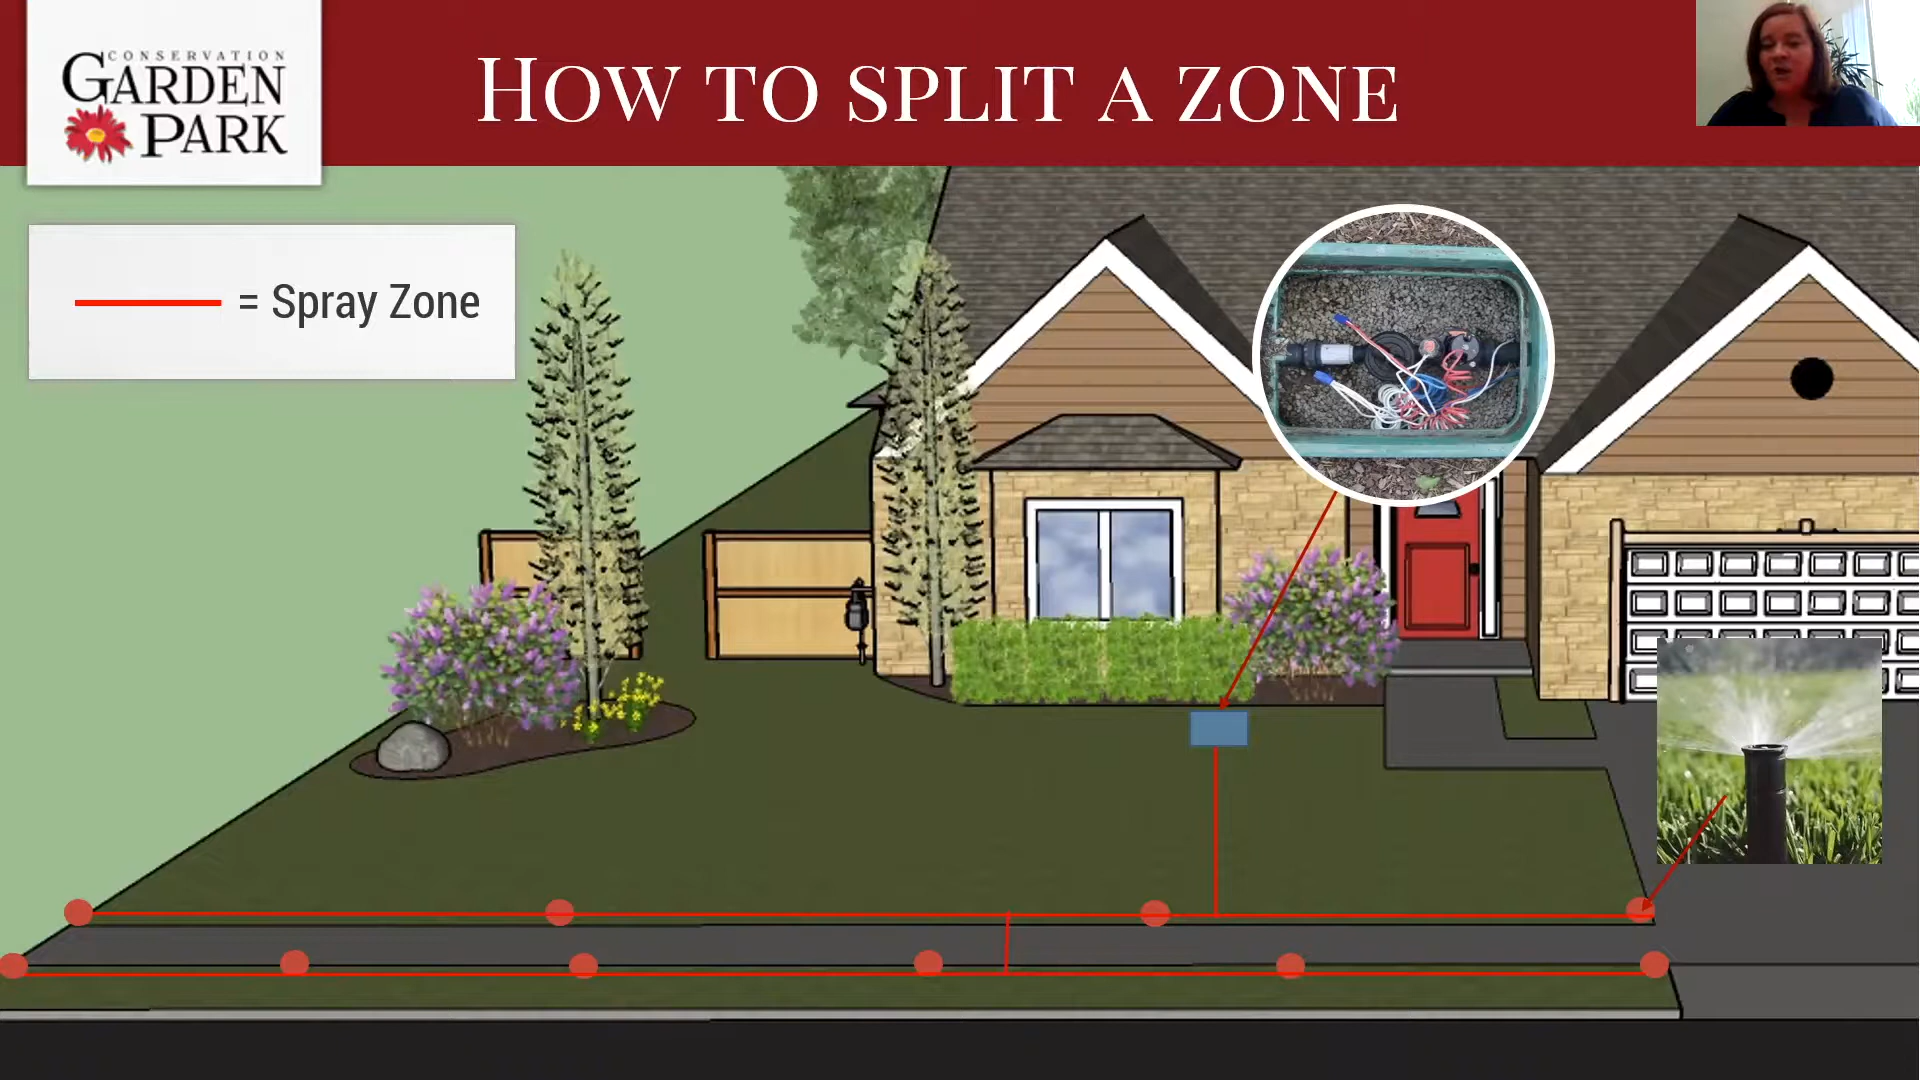 CONSERVATION
GARDEN
PARK
HOW TO SPLIT A ZONE
= Spray Zone